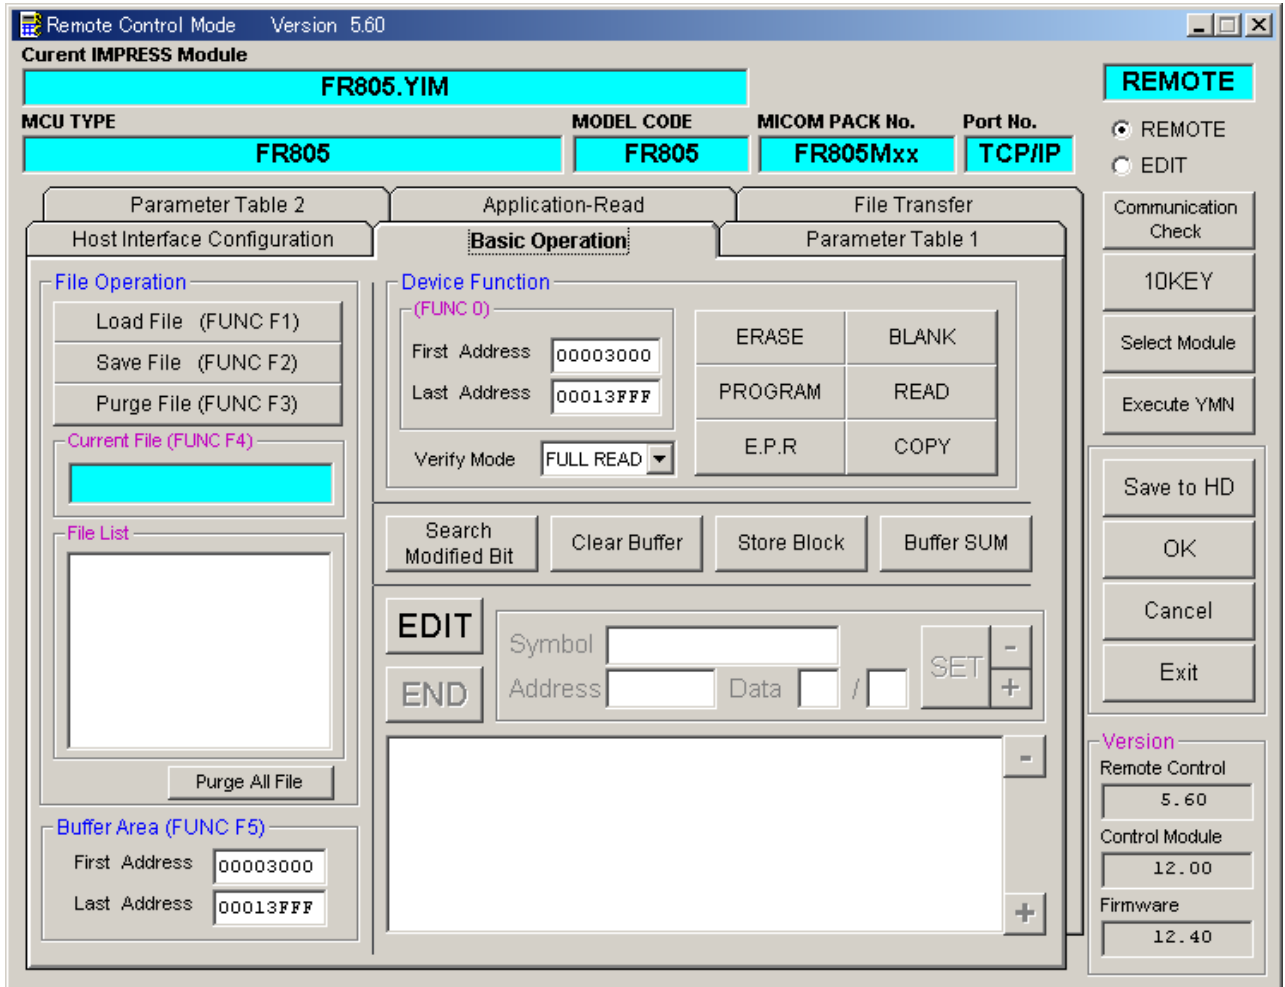 Remote Control Mode Version 5.60
Curent IMPRESS Module
FR805.YIM
REMOTE
MCU TYPE MODEL CODE MICOM PACK No. Port No.
FR805 FR805 FR805Mxx TCP/IP
REMOTE
EDIT
Parameter Table 2 Application-Read File Transfer
Host Interface Configuration Basic Operation Parameter Table 1
File Operation
Load File (FUNC F1)
Save File (FUNC F2)
Purge File (FUNC F3)
Current File (FUNC F4)
File List
Purge All File
Buffer Area (FUNC F5)
First Address 00003000
Last Address 00013FFF
Device Function
(FUNC 0)
First Address 00003000
Last Address 00013FFF
Verify Mode FULL READ
ERASE BLANK
PROGRAM READ
E.P.R COPY
Search
Modified Bit
Clear Buffer
Store Block
Buffer SUM
EDIT
END
Symbol
Address Data /
SET
-
+
-
+
Communication
Check
10KEY
Select Module
Execute YMN
Save to HD
OK
Cancel
Exit
Version
Remote Control
5.60
Control Module
12.00
Firmware
12.40